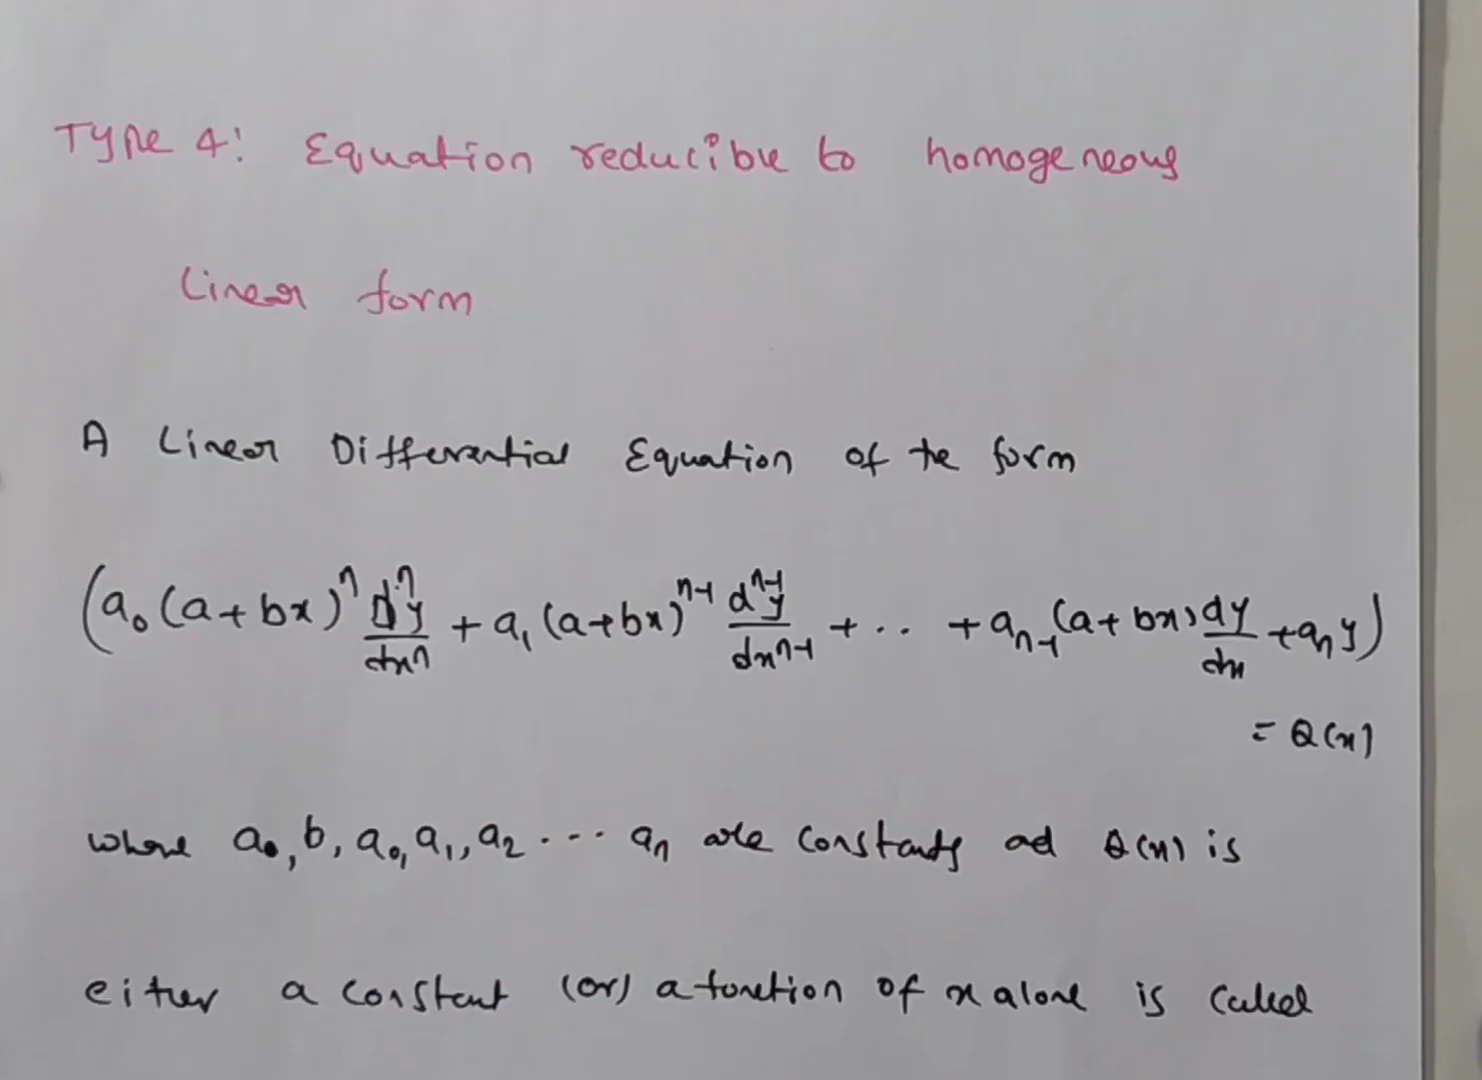 Type 4: Equation reducible to homogeneous
linear form
A Linear Differential Equation of the form
(a₀(a+bx)ⁿ dⁿy/dxⁿ + a₁(a+bx)ⁿ⁻¹ dⁿ⁻¹y/dxⁿ⁻¹ + .. + aₙ₋₁(a+bx) dy/dx + aₙy)
= Q(x)
where a₀, b, a₀, a₁, a₂ ... aₙ are constants ad Q(x) is
either a constant (or) a function of x alone is called